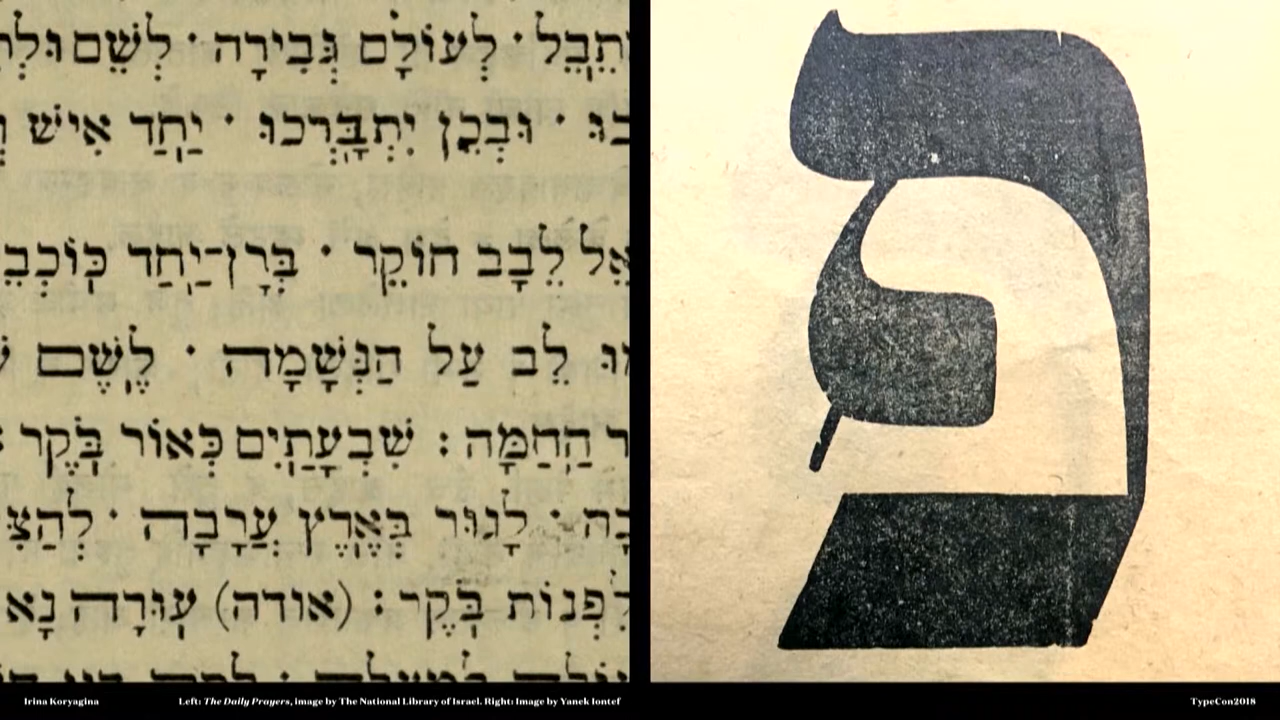 לְעוֹלָם גְּבִירָה · לְשֵׁם
וּבְכֵן יִתְבָּרְכוּ · יַחַד אִישׁ
לֵבָב חוֹקֵר · בְּרָן־יַחַד
לֵב עַל הַנְּשָׁמָה · לְשֵׁם
הַחַמָּה : שִׁבְעָתַיִם כְּאוֹר בֹּקֶר
· לָגוּר בְּאֶרֶץ עֲרָבָה ·
לִפְנוֹת בֹּקֶר : (אודה) עוּרָה נָא
פ
Irina Koryagina
Left: The Daily Prayers, image by The National Library of Israel. Right: Image by Yanek Iontef
TypeCon2018